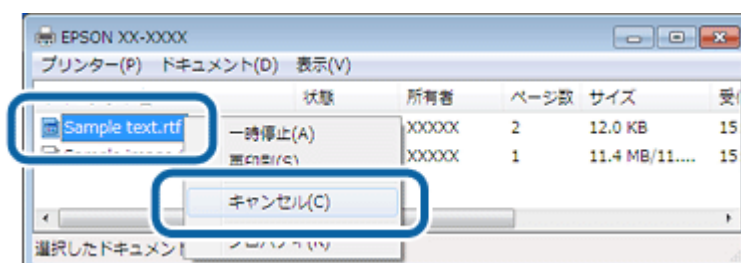 EPSON XX-XXXX
プリンター(P) ドキュメント(D) 表示(V)
状態 所有者 ページ数 サイズ
Sample text.rtf XXXXX 2 12.0 KB 15
一時停止(A)
XXXXX 1 11.4 MB/11.... 15
キャンセル(C)
選択したドキュメント